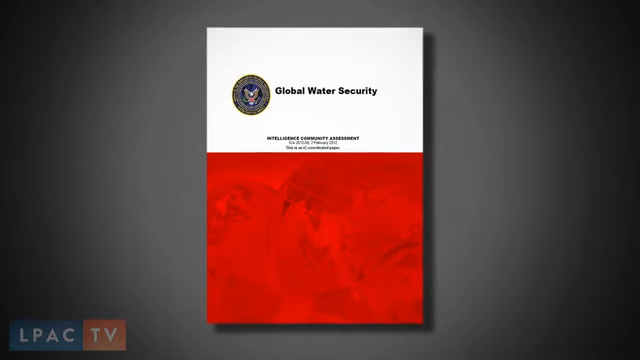 Global Water Security
INTELLIGENCE COMMUNITY ASSESSMENT
ICA 2012-08, 2 February 2012
This is an IC-coordinated paper.
LPAC TV